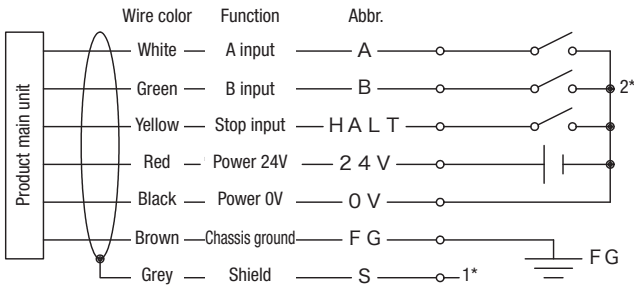 Wire color Function Abbr.
White A input A
Green B input B 2*
Yellow Stop input HALT
Red Power 24V 24V
Black Power 0V 0V
Brown Chassis ground FG FG
Grey Shield S 1*
Product main unit